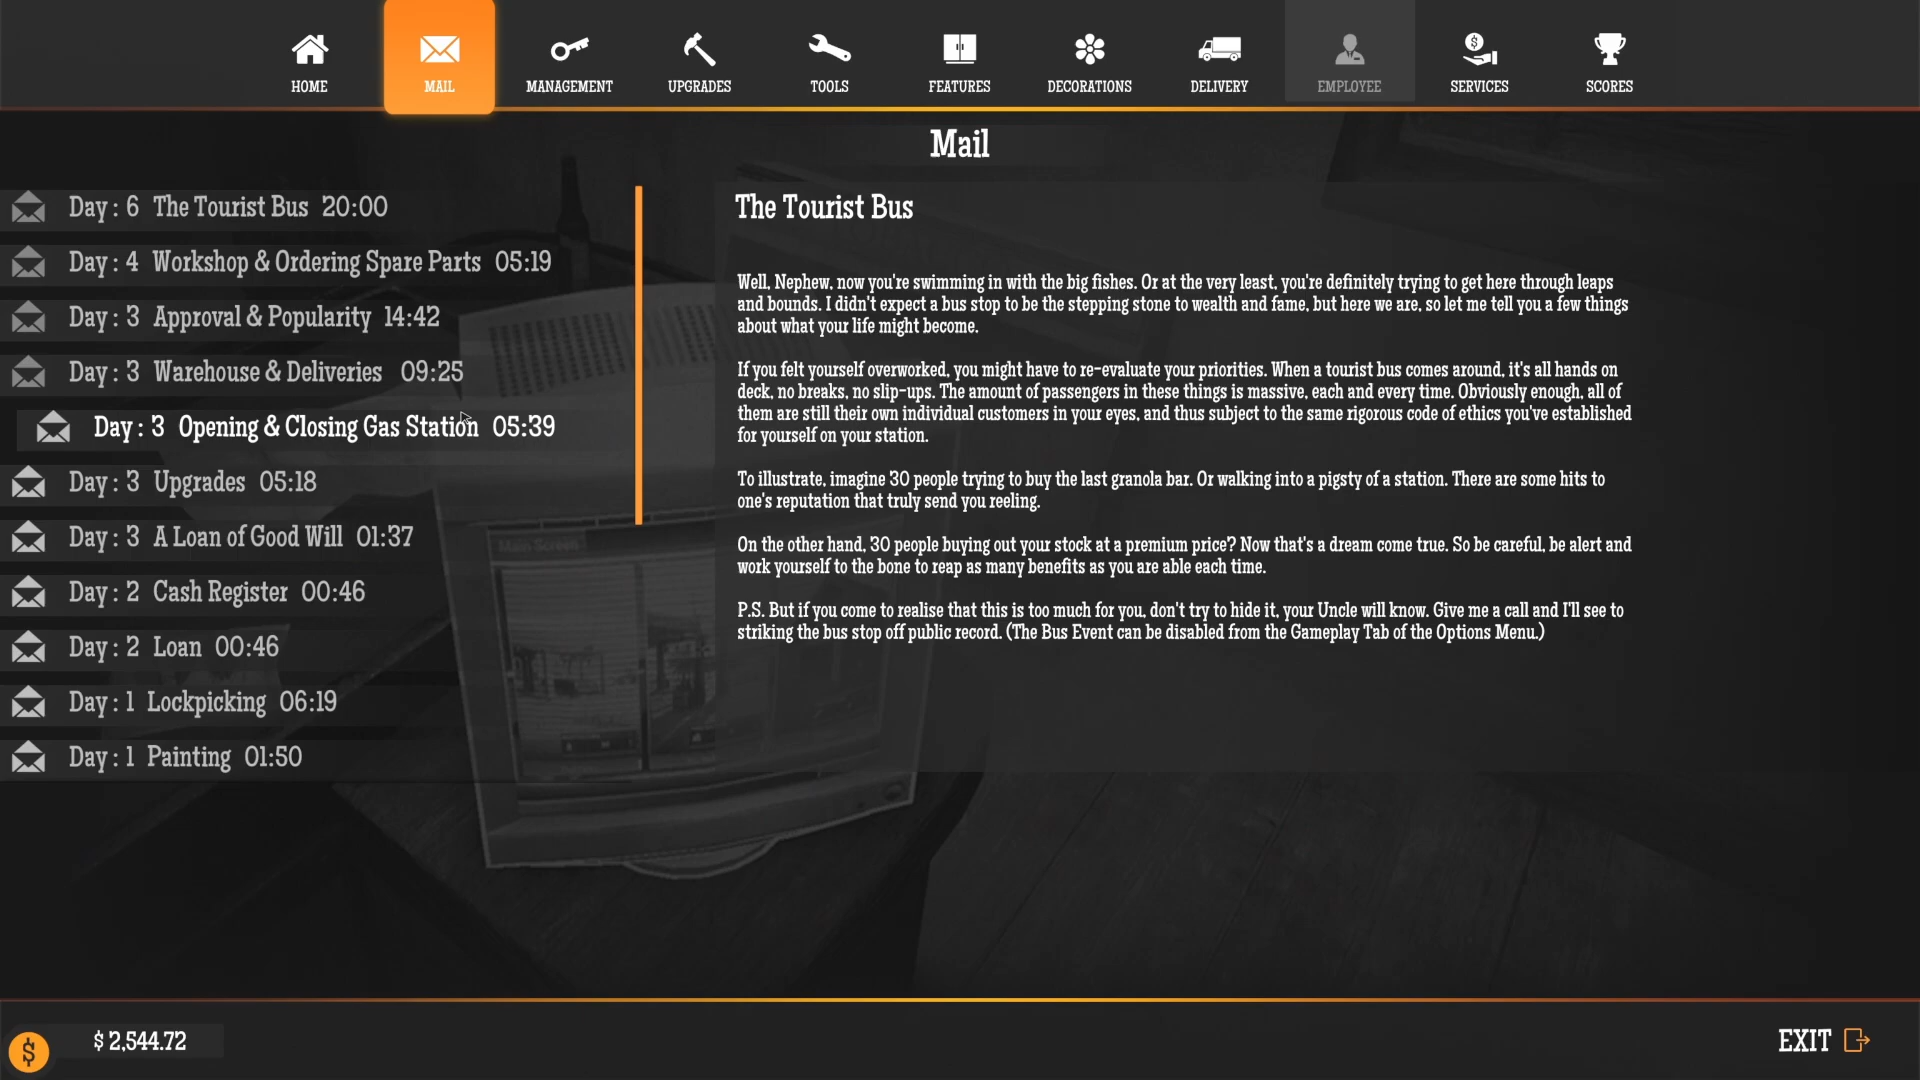 HOME
MAIL
MANAGEMENT
UPGRADES
TOOLS
FEATURES
DECORATIONS
DELIVERY
EMPLOYEE
SERVICES
SCORES
Mail
Day : 6 The Tourist Bus 20:00
Day : 4 Workshop & Ordering Spare Parts 05:19
Day : 3 Approval & Popularity 14:42
Day : 3 Warehouse & Deliveries 09:25
Day : 3 Opening & Closing Gas Station 05:39
Day : 3 Upgrades 05:18
Day : 3 A Loan of Good Will 01:37
Day : 2 Cash Register 00:46
Day : 2 Loan 00:46
Day : 1 Lockpicking 06:19
Day : 1 Painting 01:50
The Tourist Bus
Well, Nephew, now you're swimming in with the big fishes. Or at the very least, you're definitely trying to get here through leaps
and bounds. I didn't expect a bus stop to be the stepping stone to wealth and fame, but here we are, so let me tell you a few things
about what your life might become.
If you felt yourself overworked, you might have to re-evaluate your priorities. When a tourist bus comes around, it's all hands on
deck, no breaks, no slip-ups. The amount of passengers in these things is massive, each and every time. Obviously enough, all of
them are still their own individual customers in your eyes, and thus subject to the same rigorous code of ethics you've established
for yourself on your station.
To illustrate, imagine 30 people trying to buy the last granola bar. Or walking into a pigsty of a station. There are some hits to
one's reputation that truly send you reeling.
On the other hand, 30 people buying out your stock at a premium price? Now that's a dream come true. So be careful, be alert and
work yourself to the bone to reap as many benefits as you are able each time.
P.S. But if you come to realise that this is too much for you, don't try to hide it, your Uncle will know. Give me a call and I'll see to
striking the bus stop off public record. (The Bus Event can be disabled from the Gameplay Tab of the Options Menu.)
Main Screen
$ 2,544.72
EXIT